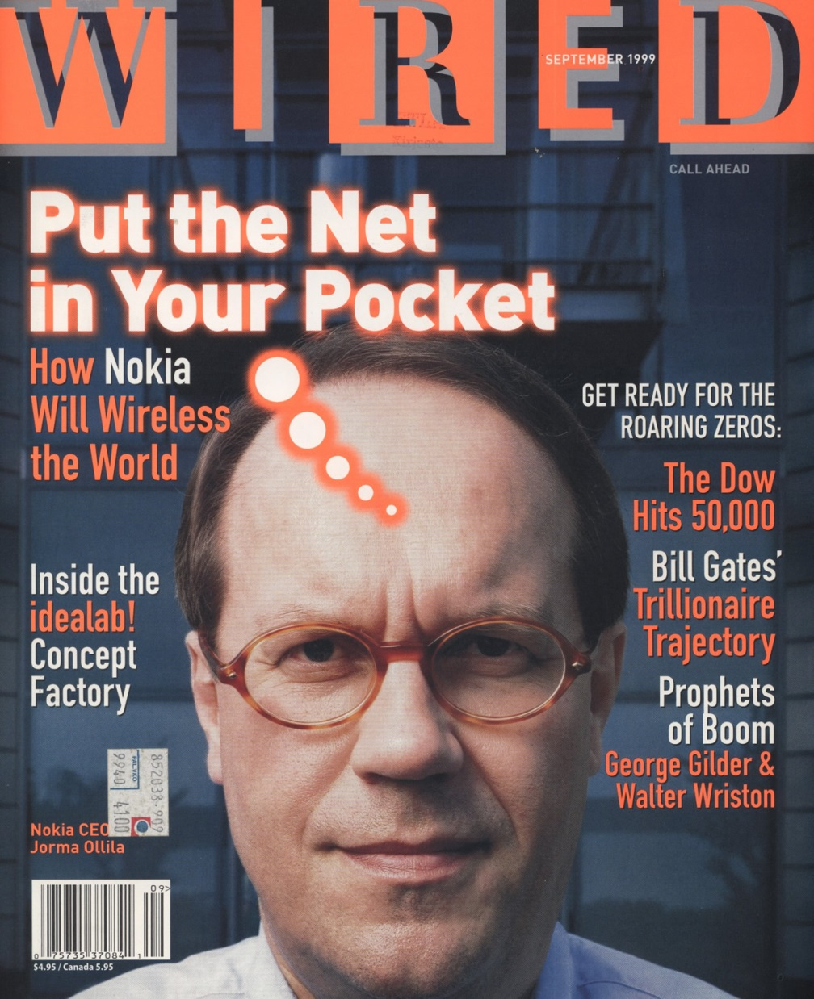 WIRED
SEPTEMBER 1999
CALL AHEAD
Put the Net
in Your Pocket
How Nokia
Will Wireless
the World
GET READY FOR THE
ROARING ZEROS:
The Dow
Hits 50,000
Bill Gates'
Trillionaire
Trajectory
Prophets
of Boom
George Gilder &
Walter Wriston
Inside the
idealab!
Concept
Factory
852038-902
PAL.VKO
9940 4100
Nokia CEO
Jorma Ollila
09>
0 75735 37084 1
$4.95 / Canada 5.95